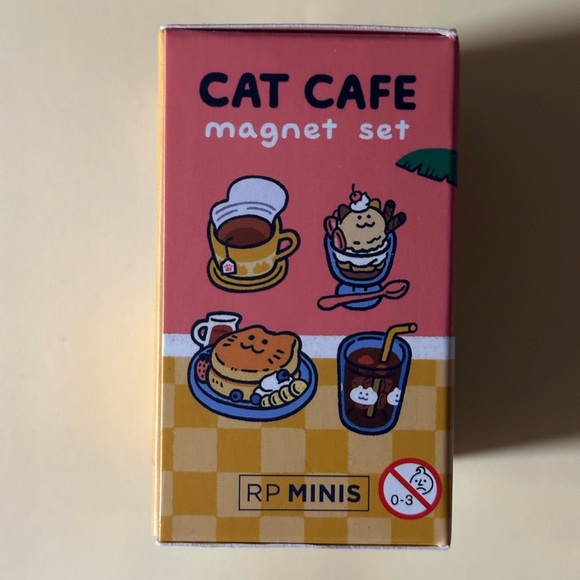 CAT CAFE
magnet set
RP MINIS
0-3